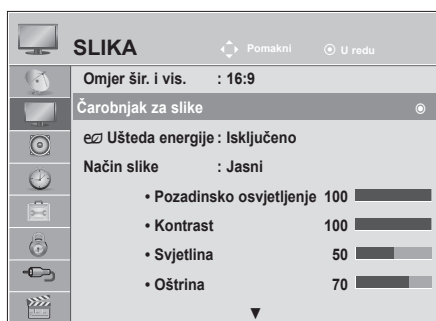 SLIKA Pomakni U redu
Omjer šir. i vis. : 16:9
Čarobnjak za slike
Ušteda energije : Isključeno
Način slike : Jasni
• Pozadinsko osvjetljenje 100
• Kontrast 100
• Svjetlina 50
• Oštrina 70